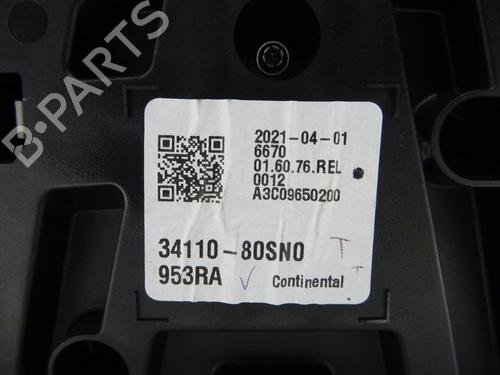 B-PARTS
2021-04-01
6670
01.60.76.REL
0012
A3C09650200
34110-80SN0 T
953RA ✓ Continental